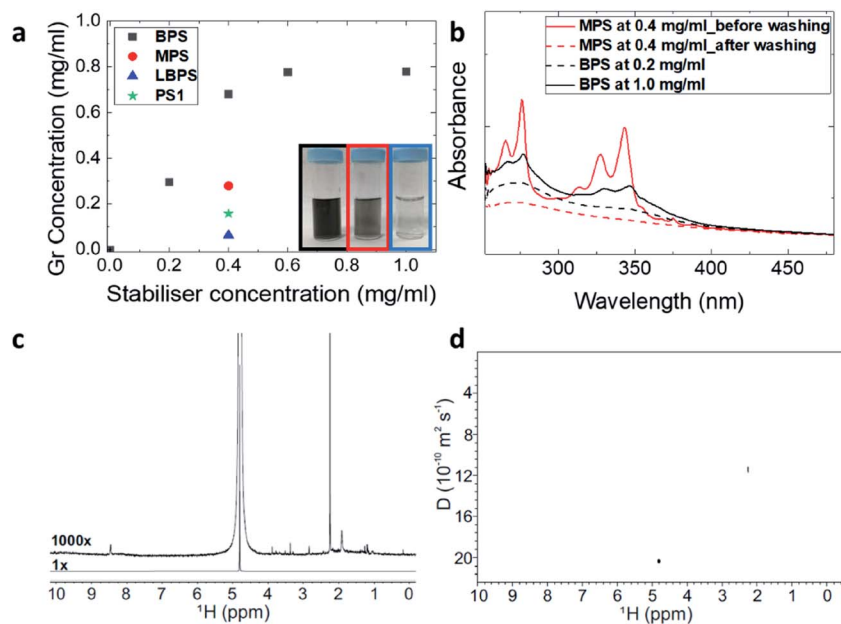 a
BPS
MPS
LBPS
PS1
Gr Concentration (mg/ml)
1.0
0.8
0.6
0.4
0.2
0.0
0.0 0.2 0.4 0.6 0.8 1.0
Stabiliser concentration (mg/ml)
b
MPS at 0.4 mg/ml_before washing
MPS at 0.4 mg/ml_after washing
BPS at 0.2 mg/ml
BPS at 1.0 mg/ml
Absorbance
300 350 400 450
Wavelength (nm)
c
1000x
1x
10 9 8 7 6 5 4 3 2 1 0
¹H (ppm)
d
D (10⁻¹⁰ m² s⁻¹)
4
8
12
16
20
10 9 8 7 6 5 4 3 2 1 0
¹H (ppm)